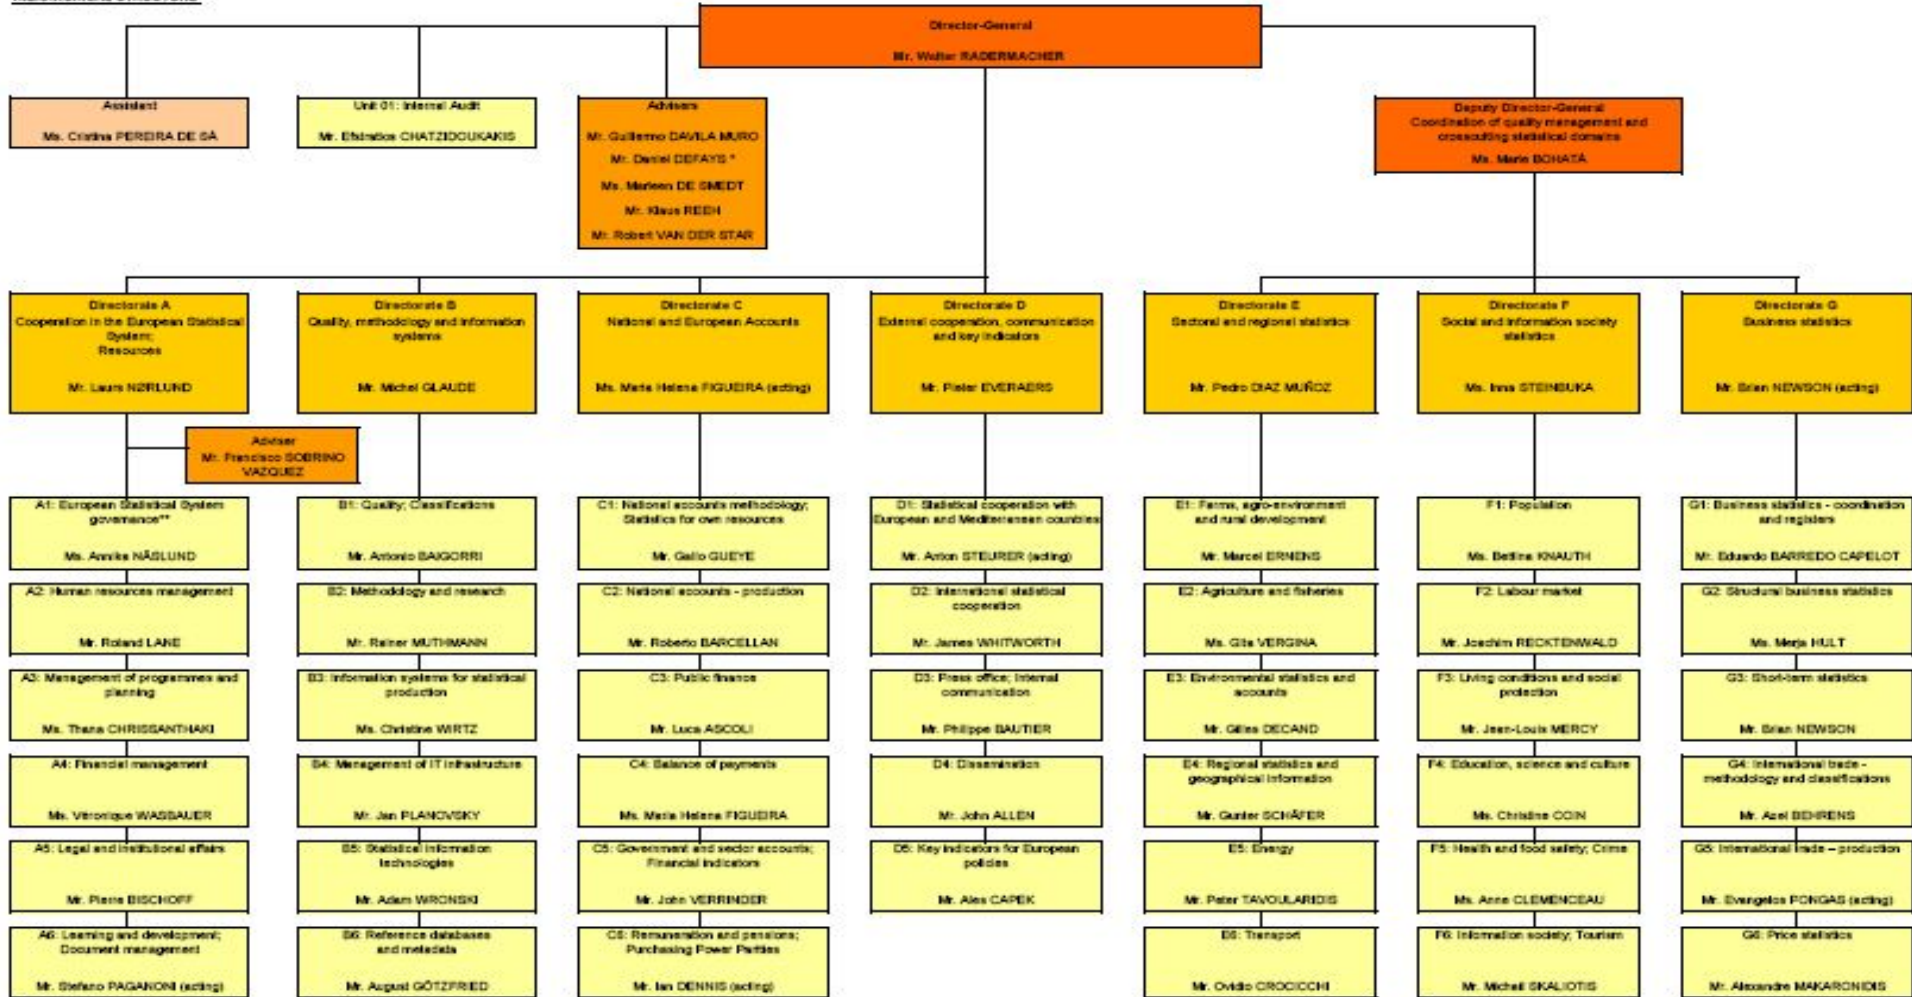 Director-General
Mr. Walter RADERMACHER
Assistant
Ms. Cristina PEREIRA DE SÁ
Unit 01: Internal Audit
Mr. Efstratios CHATZIDOUKAKIS
Advisers
Mr. Guillermo DAVILA MURO
Mr. Daniel DEFAYS *
Ms. Marleen DE SMEDT
Mr. Klaus REEH
Mr. Robert VAN DER STAR
Deputy Director-General
Coordination of quality management and
crosscutting statistical domains
Ms. Marie BOHATÁ
Directorate A
Cooperation in the European Statistical
System;
Resources
Mr. Laurs NØRLUND
Directorate B
Quality, methodology and information
systems
Mr. Michel GLAUDE
Directorate C
National and European Accounts
Ms. Maria Helena FIGUEIRA (acting)
Directorate D
External cooperation, communication
and key indicators
Mr. Pieter EVERAERS
Directorate E
Sectoral and regional statistics
Mr. Pedro DIAZ MUÑOZ
Directorate F
Social and information society
statistics
Ms. Inna STEINBUKA
Directorate G
Business statistics
Mr. Brian NEWSON (acting)
Adviser
Mr. Francisco SOBRINO
VAZQUEZ
A1: European Statistical System
governance**
Ms. Annika NÄSLUND
A2: Human resources management
Mr. Roland LANE
A3: Management of programmes and
planning
Ms. Thana CHRISSANTHAKI
A4: Financial management
Ms. Véronique WASBAUER
A5: Legal and institutional affairs
Mr. Pierre BISCHOFF
A6: Learning and development;
Document management
Mr. Stefano PAGANONI (acting)
B1: Quality; Classifications
Mr. Antonio BAIGORRI
B2: Methodology and research
Mr. Rainer MUTHMANN
B3: Information systems for statistical
production
Ms. Christine WIRTZ
B4: Management of IT infrastructure
Mr. Jan PLANOVSKY
B5: Statistical information
technologies
Mr. Adam WRONSKI
B6: Reference databases
and metadata
Mr. August GÖTZFRIED
C1: National accounts methodology;
Statistics for own resources
Mr. Gallo GUEYE
C2: National accounts - production
Mr. Roberto BARCELLAN
C3: Public finance
Mr. Luca ASCOLI
C4: Balance of payments
Ms. Maria Helena FIGUEIRA
C5: Government and sector accounts;
Financial indicators
Mr. John VERRINDER
C6: Remuneration and pensions;
Purchasing Power Parities
Mr. Ian DENNIS (acting)
D1: Statistical cooperation with
European and Mediterranean countries
Mr. Anton STEURER (acting)
D2: International statistical
cooperation
Mr. James WHITWORTH
D3: Press office; Internal
communication
Mr. Philippe BAUTIER
D4: Dissemination
Mr. John ALLEN
D5: Key indicators for European
policies
Mr. Ales CAPEK
E1: Farms, agro-environment
and rural development
Mr. Marcel ERNENS
E2: Agriculture and fisheries
Ms. Gita VERGINA
E3: Environmental statistics and
accounts
Mr. Gilles DECAND
E4: Regional statistics and
geographical information
Mr. Gunter SCHÄFER
E5: Energy
Mr. Peter TAVOULARIDIS
E6: Transport
Mr. Ovidio CROCICCHI
F1: Population
Ms. Bettina KNAUTH
F2: Labour market
Mr. Joachim RECKTENWALD
F3: Living conditions and social
protection
Mr. Jean-Louis MERCY
F4: Education, science and culture
Ms. Christine COIN
F5: Health and food safety; Crime
Ms. Anne CLEMENCEAU
F6: Information society; Tourism
Mr. Michail SKALIOTIS
G1: Business statistics - coordination
and registers
Mr. Eduardo BARREDO CAPELOT
G2: Structural business statistics
Ms. Merja HULT
G3: Short-term statistics
Mr. Brian NEWSON
G4: International trade -
methodology and classifications
Mr. Axel BEHRENS
G5: International trade – production
Mr. Evangelos PONGAS (acting)
G6: Price statistics
Mr. Alexandre MAKARONIDIS